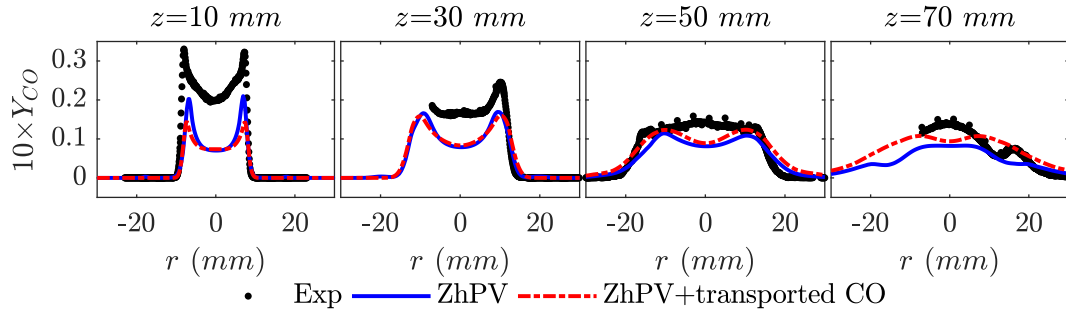 z=10 mm z=30 mm z=50 mm z=70 mm
10×Y_CO
0.3
0.2
0.1
0
-20 0 20 -20 0 20 -20 0 20 -20 0 20
r (mm) r (mm) r (mm) r (mm)
Exp ZhPV ZhPV+transported CO